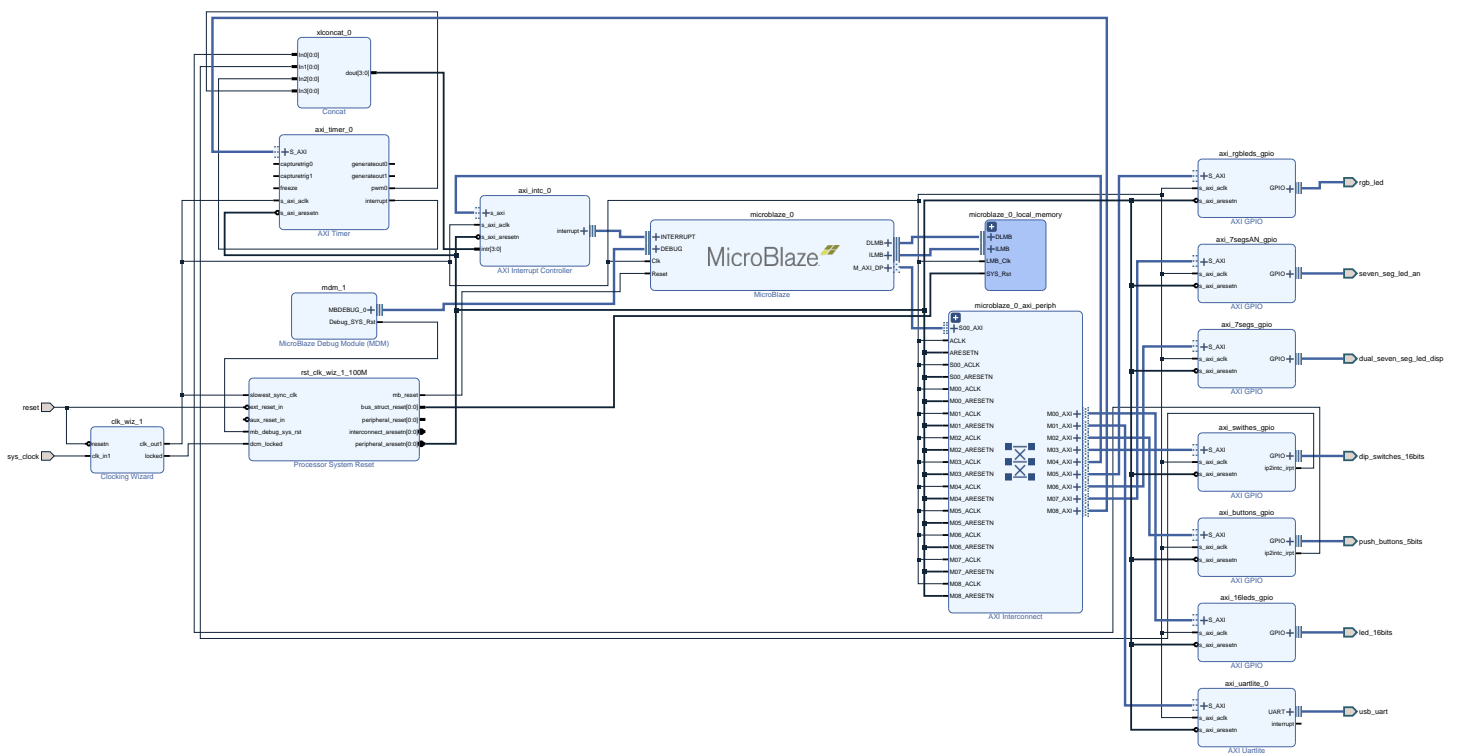 xlconcat_0
In0[0:0]
In1[0:0]
In2[0:0]
In3[0:0]
dout[3:0]
Concat
axi_timer_0
S_AXI
capturetrig0
capturetrig1
freeze
s_axi_aclk
s_axi_aresetn
generateout0
generateout1
pwm0
interrupt
AXI Timer
axi_intc_0
s_axi
s_axi_aclk
s_axi_aresetn
intr[3:0]
interrupt
AXI Interrupt Controller
microblaze_0
INTERRUPT
DEBUG
Clk
Reset
MicroBlaze
DLMB
ILMB
M_AXI_DP
MicroBlaze
microblaze_0_local_memory
DLMB
ILMB
LMB_Clk
SYS_Rst
mdm_1
MBDEBUG_0
Debug_SYS_Rst
MicroBlaze Debug Module (MDM)
rst_clk_wiz_1_100M
slowest_sync_clk
ext_reset_in
aux_reset_in
mb_debug_sys_rst
dcm_locked
mb_reset
bus_struct_reset[0:0]
peripheral_reset[0:0]
interconnect_aresetn[0:0]
peripheral_aresetn[0:0]
Processor System Reset
reset
sys_clock
clk_wiz_1
resetn
clk_in1
clk_out1
locked
Clocking Wizard
microblaze_0_axi_periph
S00_AXI
ACLK
ARESETN
S00_ACLK
S00_ARESETN
M00_ACLK
M00_ARESETN
M01_ACLK
M01_ARESETN
M02_ACLK
M02_ARESETN
M03_ACLK
M03_ARESETN
M04_ACLK
M04_ARESETN
M05_ACLK
M05_ARESETN
M06_ACLK
M06_ARESETN
M07_ACLK
M07_ARESETN
M08_ACLK
M08_ARESETN
M00_AXI
M01_AXI
M02_AXI
M03_AXI
M04_AXI
M05_AXI
M06_AXI
M07_AXI
M08_AXI
AXI Interconnect
axi_rgbleds_gpio
S_AXI
s_axi_aclk
s_axi_aresetn
GPIO
AXI GPIO
rgb_led
axi_7segsAN_gpio
S_AXI
s_axi_aclk
s_axi_aresetn
GPIO
AXI GPIO
seven_seg_led_an
axi_7segs_gpio
S_AXI
s_axi_aclk
s_axi_aresetn
GPIO
AXI GPIO
dual_seven_seg_led_disp
axi_swithes_gpio
S_AXI
s_axi_aclk
s_axi_aresetn
GPIO
ip2intc_irpt
AXI GPIO
dip_switches_16bits
axi_buttons_gpio
S_AXI
s_axi_aclk
s_axi_aresetn
GPIO
ip2intc_irpt
AXI GPIO
push_buttons_5bits
axi_16leds_gpio
S_AXI
s_axi_aclk
s_axi_aresetn
GPIO
AXI GPIO
led_16bits
axi_uartlite_0
S_AXI
s_axi_aclk
s_axi_aresetn
UART
interrupt
AXI Uartlite
usb_uart